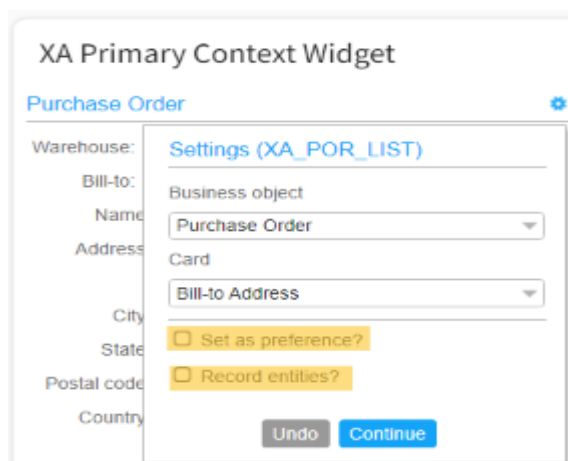 XA Primary Context Widget
Purchase Order
Warehouse:
Settings (XA_POR_LIST)
Bill-to:
Business object
Name
Purchase Order
Address
Card
Bill-to Address
City
Set as preference?
State
Record entities?
Postal code
Country
Undo Continue